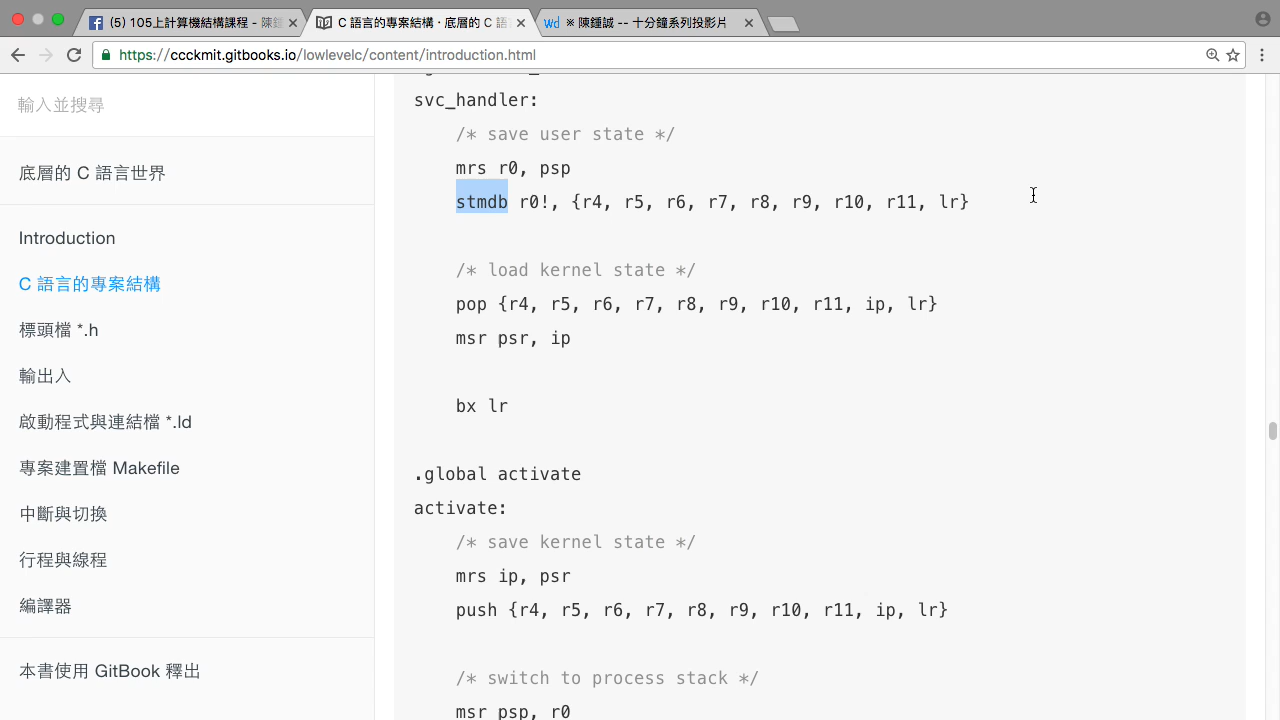 (5) 105上計算機結構課程 - 陳鍾
C 語言的專案結構 · 底層的 C 語言
※ 陳鍾誠 -- 十分鐘系列投影片
https://ccckmit.gitbooks.io/lowlevelc/content/introduction.html
輸入並搜尋
底層的 C 語言世界
Introduction
C 語言的專案結構
標頭檔 *.h
輸出入
啟動程式與連結檔 *.ld
專案建置檔 Makefile
中斷與切換
行程與線程
編譯器
本書使用 GitBook 釋出
svc_handler:
/* save user state */
mrs r0, psp
stmdb r0!, {r4, r5, r6, r7, r8, r9, r10, r11, lr}
/* load kernel state */
pop {r4, r5, r6, r7, r8, r9, r10, r11, ip, lr}
msr psr, ip
bx lr
.global activate
activate:
/* save kernel state */
mrs ip, psr
push {r4, r5, r6, r7, r8, r9, r10, r11, ip, lr}
/* switch to process stack */
msr psp, r0